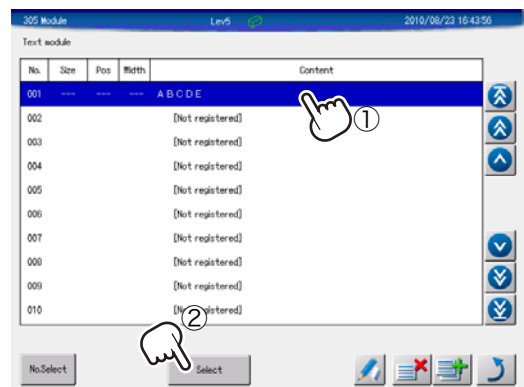 305 Module Lev5 2010/08/23 16:43:56
Text module
No. Size Pos Width Content
001 --- --- --- ABCDE
①
002 [Not registered]
003 [Not registered]
004 [Not registered]
005 [Not registered]
006 [Not registered]
007 [Not registered]
008 [Not registered]
009 [Not registered]
010 [Not registered]
②
No.Select Select